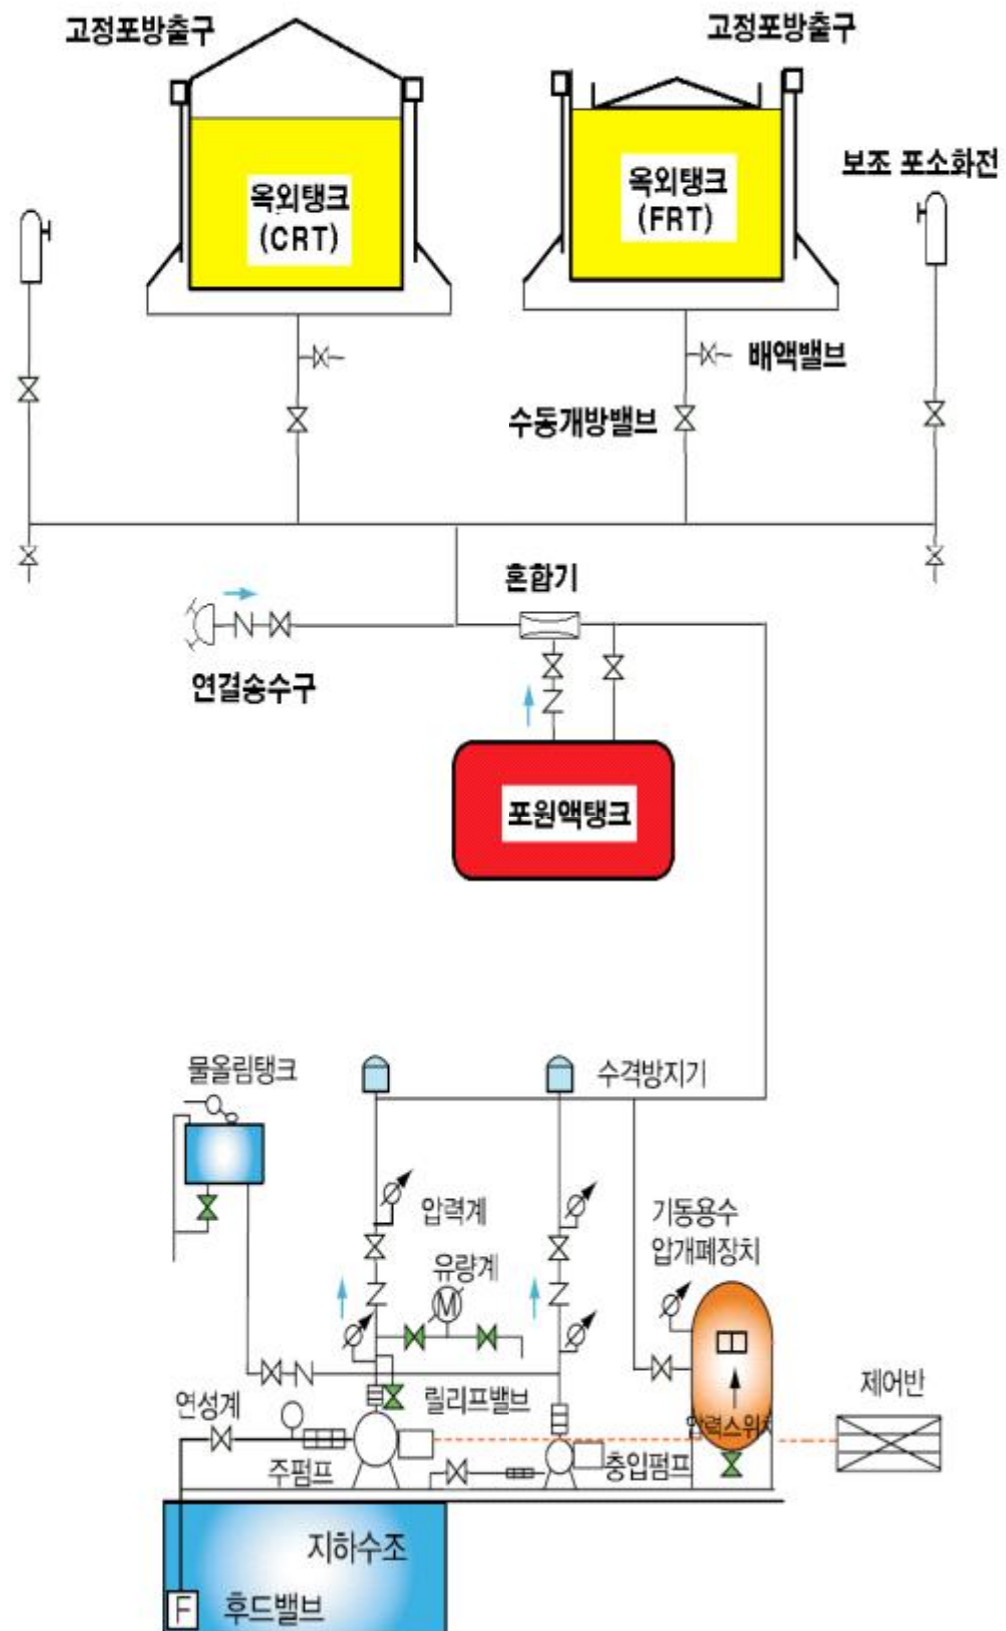 고정포방출구
고정포방출구
옥외탱크
(CRT)
옥외탱크
(FRT)
보조 포소화전
배액밸브
수동개방밸브
혼합기
연결송수구
포원액탱크
물올림탱크
수격방지기
압력계
유량계
M
기동용수
압개폐장치
연성계
릴리프밸브
압력스위치
제어반
주펌프
충입펌프
지하수조
F
후드밸브